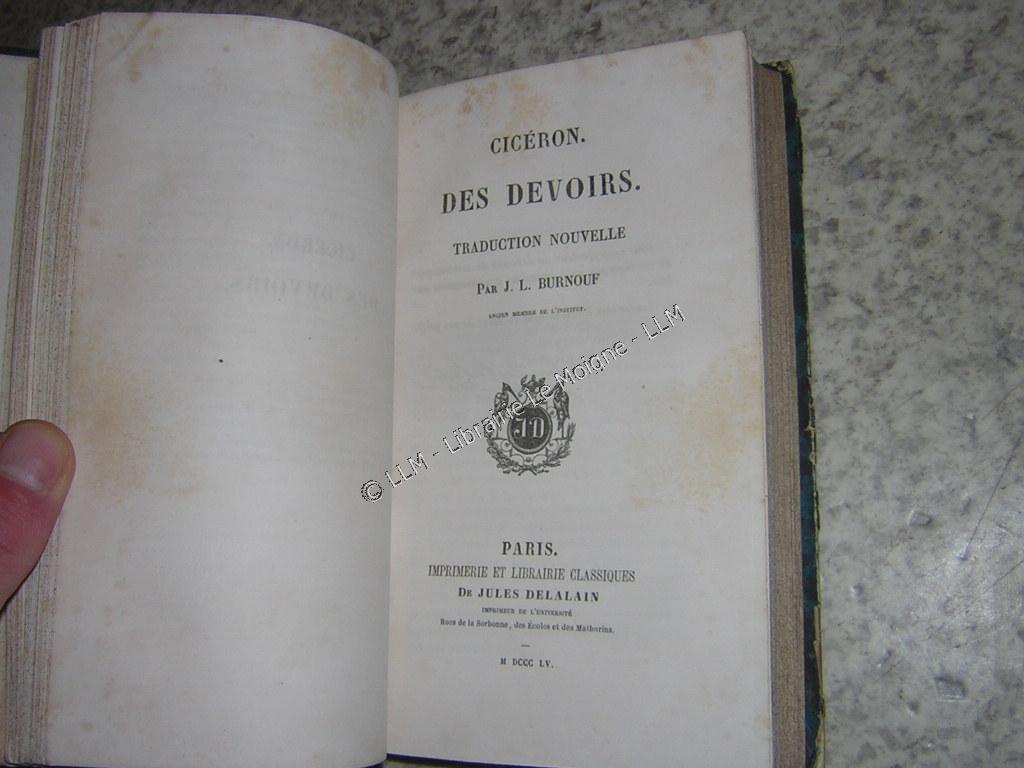 CICÉRON.
DES DEVOIRS.
TRADUCTION NOUVELLE
PAR J. L. BURNOUF
ANCIEN MEMBRE DE L'INSTITUT.
JD
© LLM - Librairie Le Moigne - LLM
PARIS.
IMPRIMERIE ET LIBRAIRIE CLASSIQUES
DE JULES DELALAIN
IMPRIMEUR DE L'UNIVERSITÉ
Rues de la Sorbonne, des Écoles et des Mathurins.
M DCCC LV.